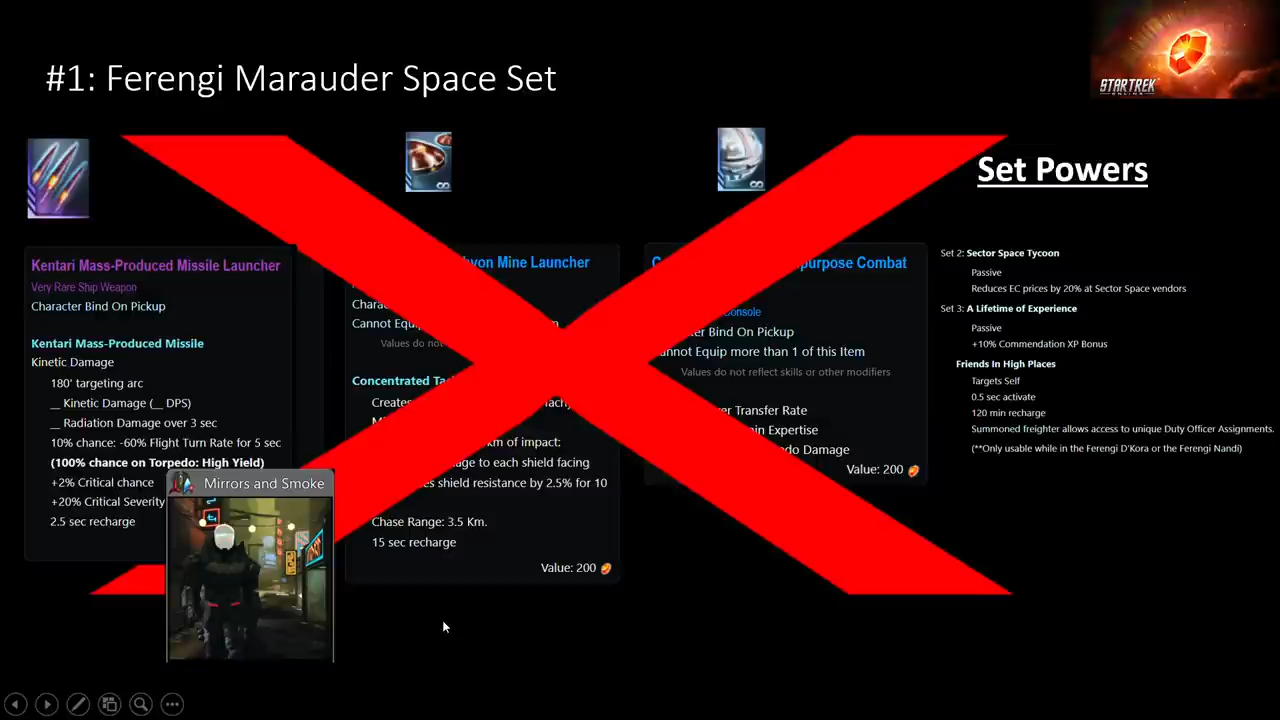 #1: Ferengi Marauder Space Set
STAR TREK
ONLINE
Set Powers
Kentari Mass-Produced Missile Launcher
Very Rare Ship Weapon
Character Bind On Pickup
Kentari Mass-Produced Missile
Kinetic Damage
180' targeting arc
__ Kinetic Damage (__ DPS)
__ Radiation Damage over 3 sec
10% chance: -60% Flight Turn Rate for 5 sec
(100% chance on Torpedo: High Yield)
+2% Critical chance
+20% Critical Severity
2.5 sec recharge
Mirrors and Smoke
Mine Launcher
Cannot Equip
Values do not
Concentrated
Creates
km of impact:
to each shield facing
shield resistance by 2.5% for 10
Chase Range: 3.5 Km.
15 sec recharge
Value: 200
Combat
Console
Bind On Pickup
Equip more than 1 of this Item
Values do not reflect skills or other modifiers
Transfer Rate
Expertise
Damage
Value: 200
Set 2: Sector Space Tycoon
Passive
Reduces EC prices by 20% at Sector Space vendors
Set 3: A Lifetime of Experience
Passive
+10% Commendation XP Bonus
Friends In High Places
Targets Self
0.5 sec activate
120 min recharge
Summoned freighter allows access to unique Duty Officer Assignments.
(**Only usable while in the Ferengi D'Kora or the Ferengi Nandi)